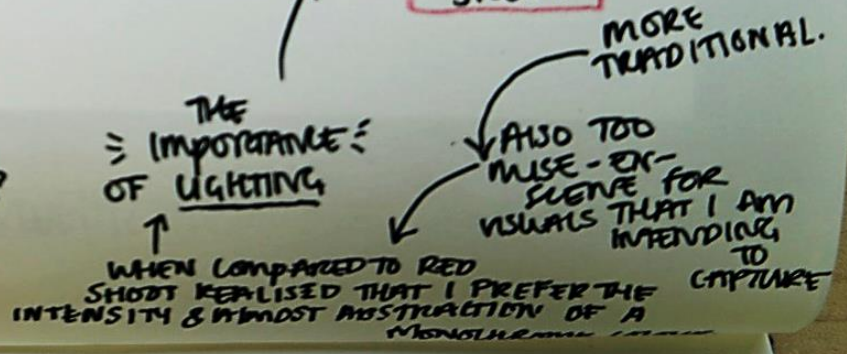 MORE
TRADITIONAL.
ALSO TOO
MISE-EN-
SCENE FOR
VISUALS THAT I AM
INTENDING
TO
CAPTURE
THE
IMPORTANCE
OF LIGHTING
WHEN COMPARED TO RED
SHOOT REALISED THAT I PREFER THE
INTENSITY & ALMOST ABSTRACTION OF A
MONOCHROME